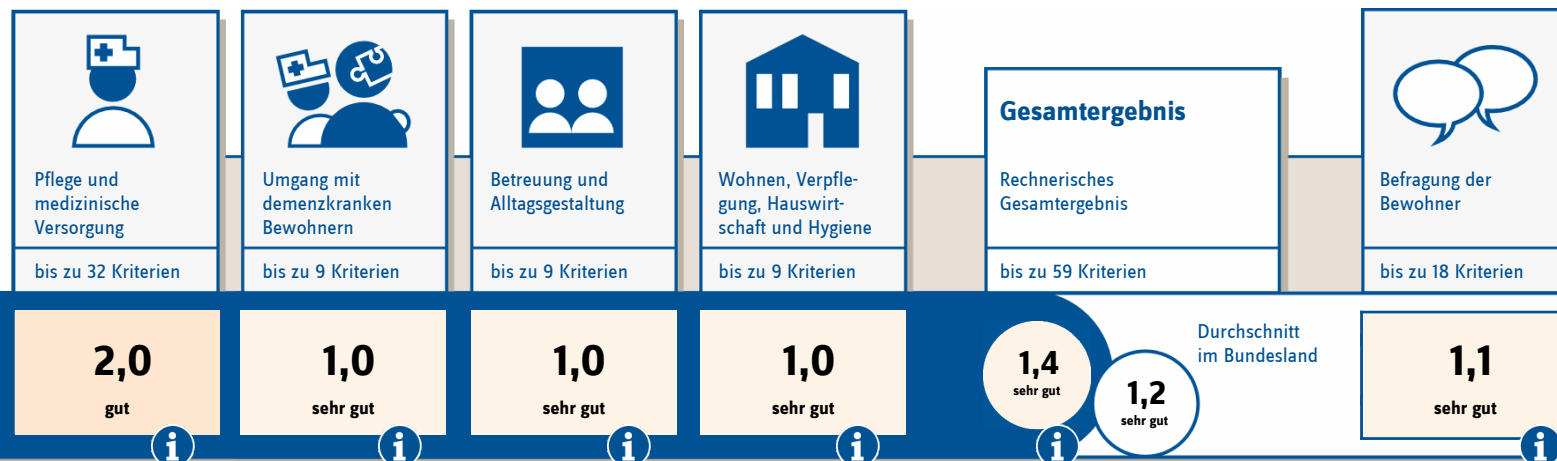 Pflege und
medizinische
Versorgung
bis zu 32 Kriterien
2,0
gut
i
Umgang mit
demenzkranken
Bewohnern
bis zu 9 Kriterien
1,0
sehr gut
i
Betreuung und
Alltagsgestaltung
bis zu 9 Kriterien
1,0
sehr gut
i
Wohnen, Verpfle-
gung, Hauswirt-
schaft und Hygiene
bis zu 9 Kriterien
1,0
sehr gut
i
Gesamtergebnis
Rechnerisches
Gesamtergebnis
bis zu 59 Kriterien
1,4
sehr gut
i
Durchschnitt
im Bundesland
1,2
sehr gut
Befragung der
Bewohner
bis zu 18 Kriterien
1,1
sehr gut
i